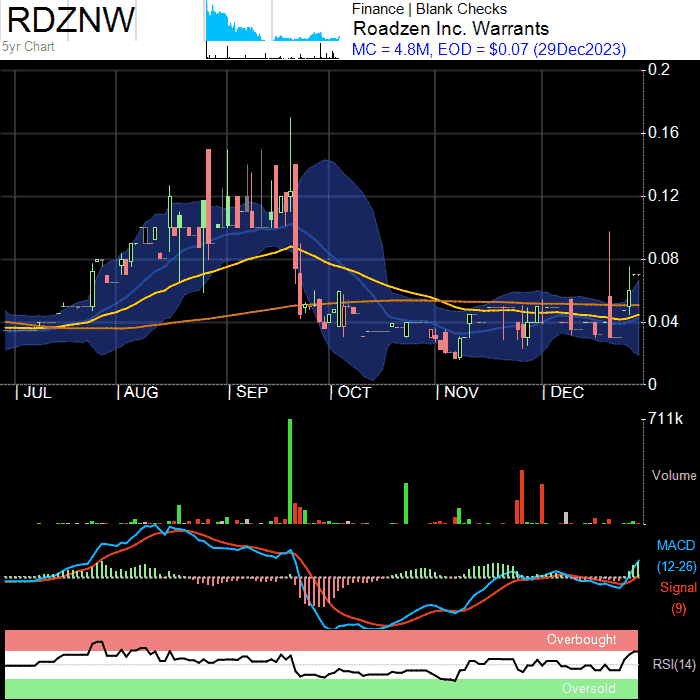 RDZNW
5yr Chart
Finance | Blank Checks
Roadzen Inc. Warrants
MC = 4.8M, EOD = $0.07 (29Dec2023)
0.2
0.16
0.12
0.08
0.04
0
JUL AUG SEP OCT NOV DEC
711k
Volume
MACD
(12-26)
Signal
(9)
Overbought
RSI(14)
Oversold